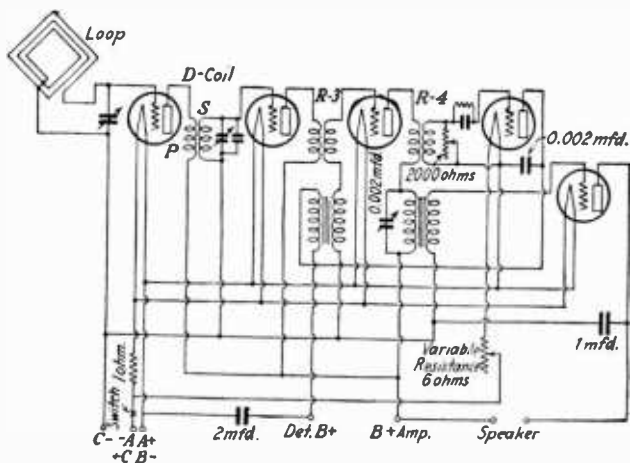 Loop
D-Coil
R-3
R-4
S
P
0.002 mfd.
0.002 mfd.
2000 ohms
Variable
Resistance
6 ohms
1 mfd.
Switch 1 ohm.
2 mfd.
Det. B+
B+ Amp.
Speaker
C- -A A+
+C B-